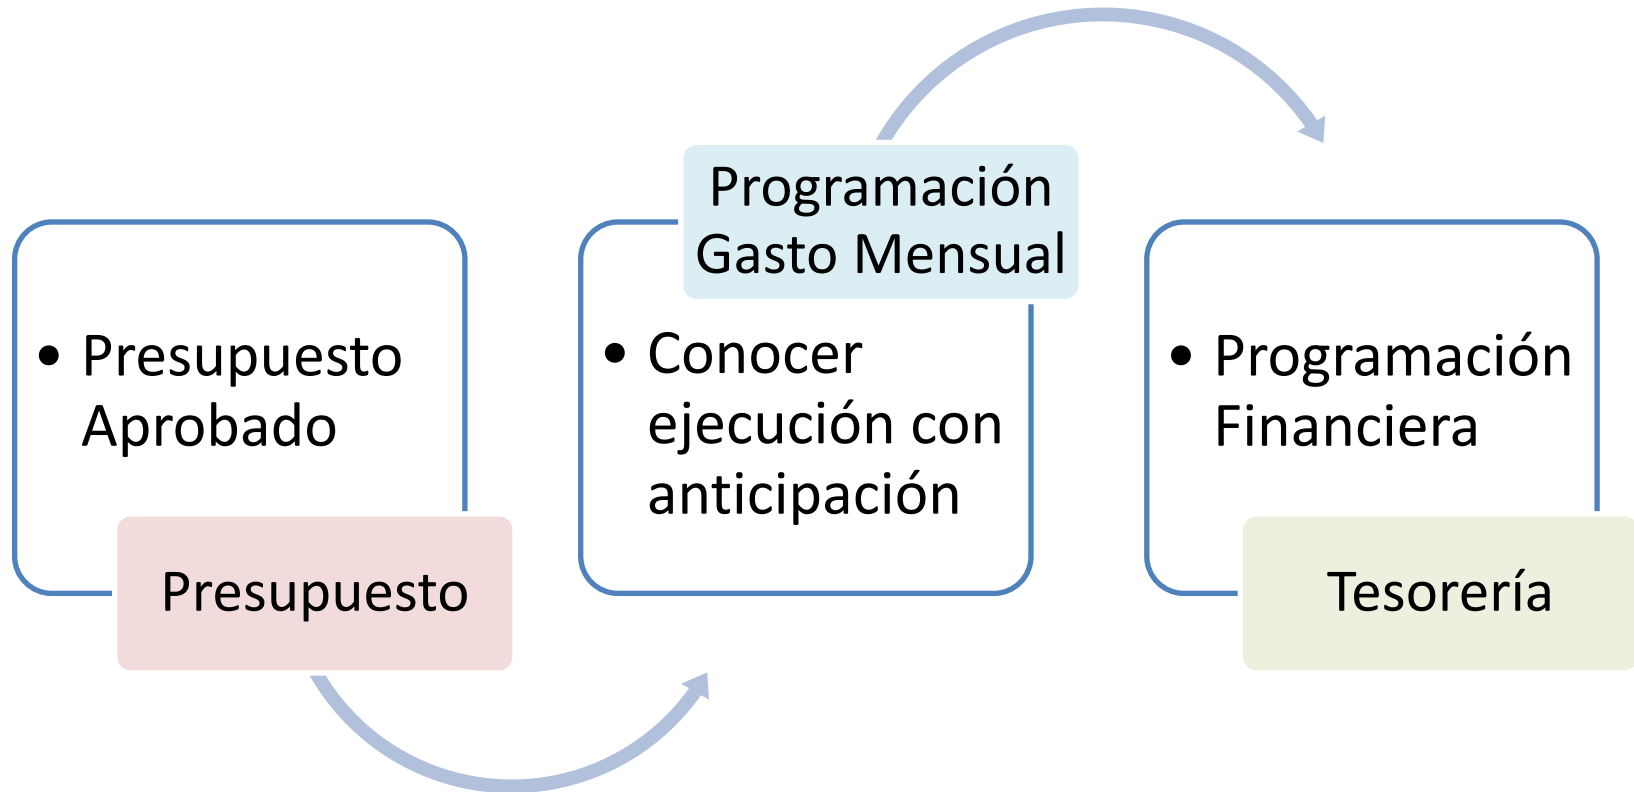 • Presupuesto
Aprobado
Presupuesto
Programación
Gasto Mensual
• Conocer
ejecución con
anticipación
• Programación
Financiera
Tesorería